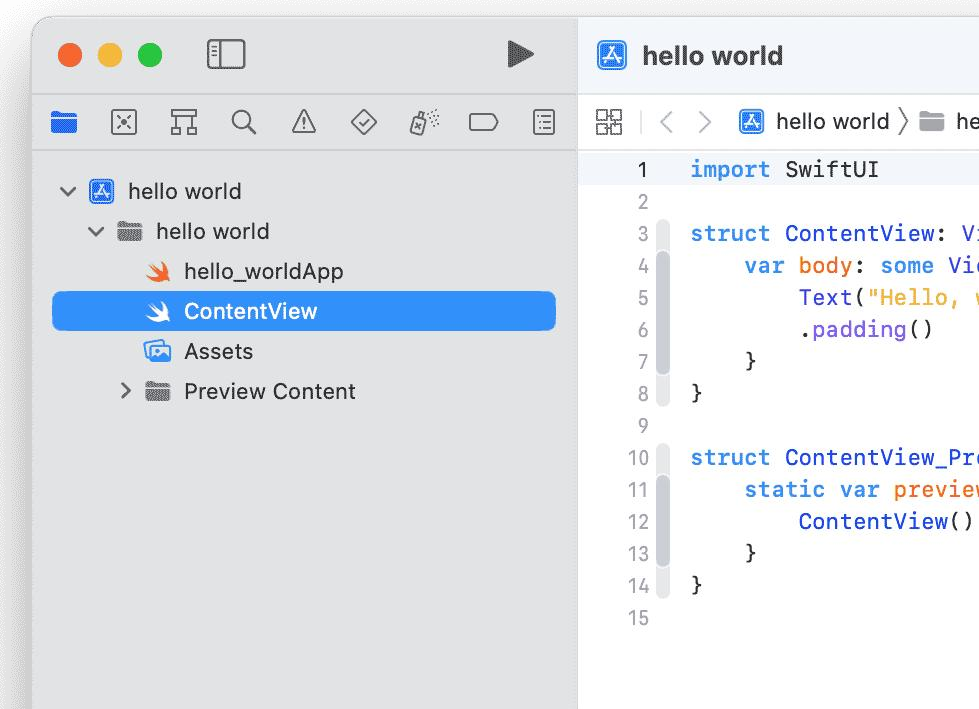 hello world
hello world
he
hello world
hello world
hello_worldApp
ContentView
Assets
Preview Content
1 import SwiftUI
2
3 struct ContentView: Vi
4 var body: some Vie
5 Text("Hello, w
6 .padding()
7 }
8 }
9
10 struct ContentView_Pre
11 static var preview
12 ContentView()
13 }
14 }
15